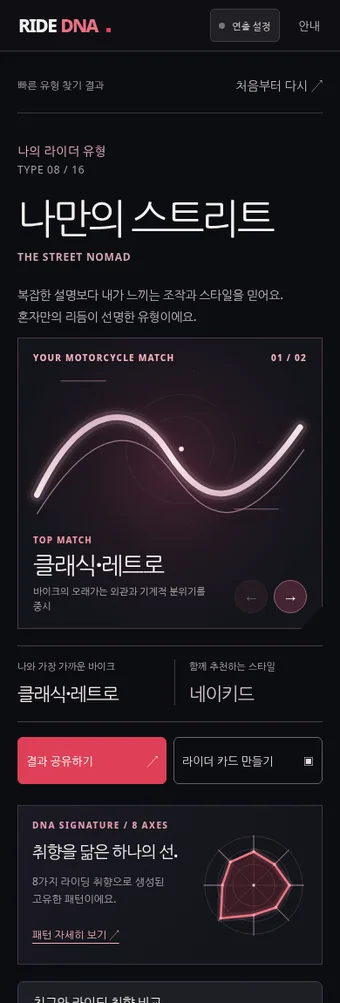 RIDE DNA
연출 설정
안내
빠른 유형 찾기 결과
처음부터 다시 ↗
나의 라이더 유형
TYPE 08 / 16
나만의 스트리트
THE STREET NOMAD
복잡한 설명보다 내가 느끼는 조작과 스타일을 믿어요.
혼자만의 리듬이 선명한 유형이에요.
YOUR MOTORCYCLE MATCH
01 / 02
TOP MATCH
클래식·레트로
바이크의 오래가는 외관과 기계적 분위기를
중시
← →
나와 가장 가까운 바이크
클래식·레트로
함께 추천하는 스타일
네이키드
결과 공유하기 ↗
라이더 카드 만들기 ▣
DNA SIGNATURE / 8 AXES
취향을 닮은 하나의 선.
8가지 라이딩 취향으로 생성된
고유한 패턴이에요.
패턴 자세히 보기 ↗
친구와 라이딩 취향 비교